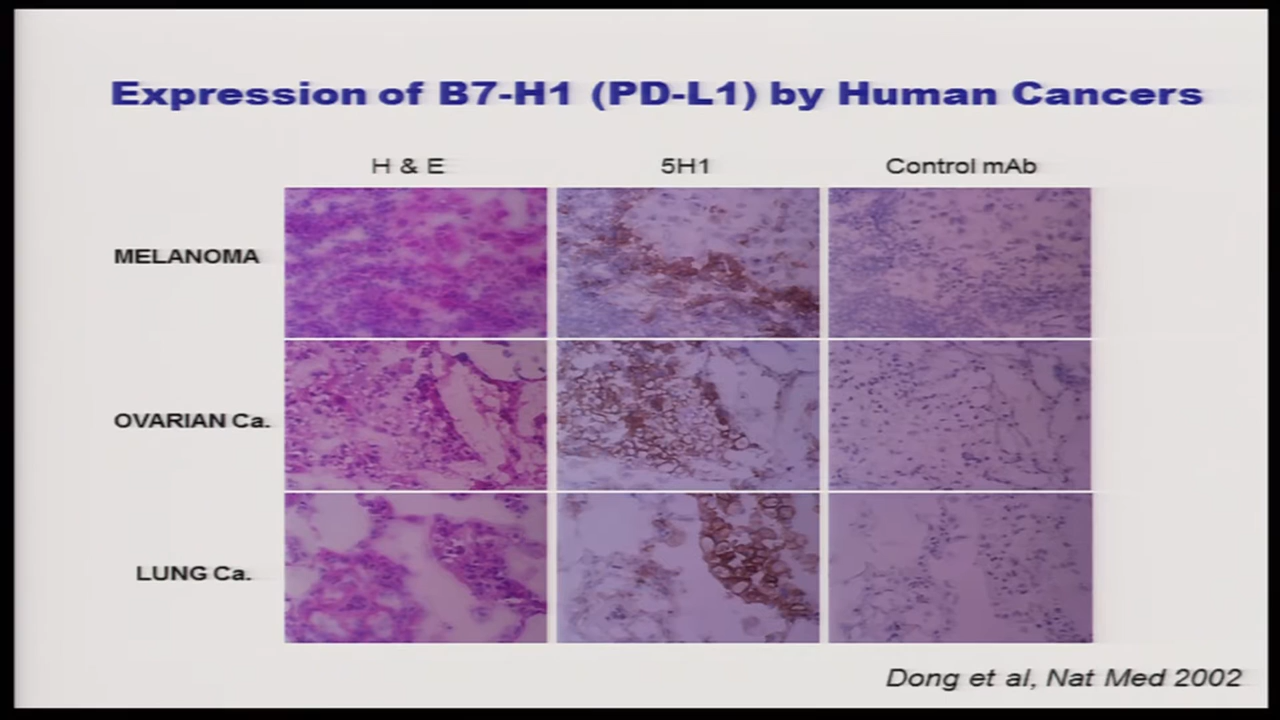 Expression of B7-H1 (PD-L1) by Human Cancers
H & E
5H1
Control mAb
MELANOMA
OVARIAN Ca.
LUNG Ca.
Dong et al, Nat Med 2002